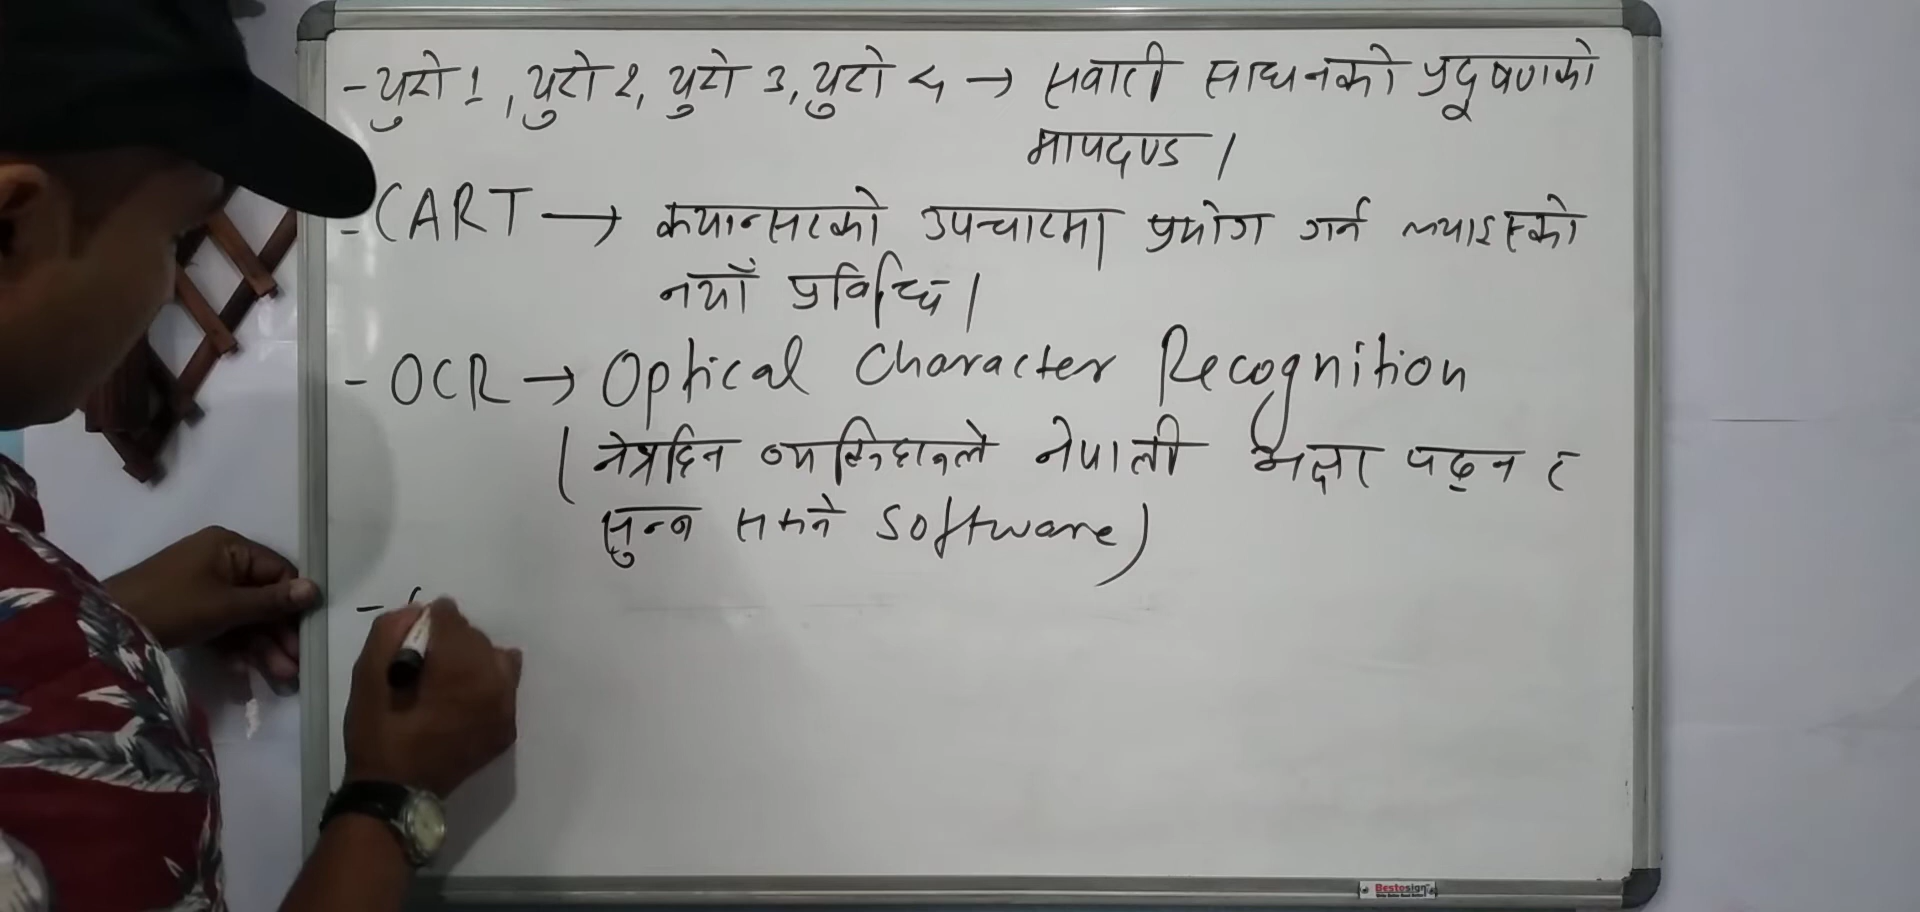 - युरो १, युरो २, युरो ३, युरो ४ → सवारी साधनको प्रदूषणको
मापदण्ड।
- CART → क्यान्सरको उपचारमा प्रयोग गर्न ल्याइएको
नयाँ प्रविधि।
- OCR → Optical Character Recognition
(नेत्रहिन व्यक्तिहरूले नेपाली अक्षर पढ्न र
सुन्न सक्ने software)
-
Bestosign